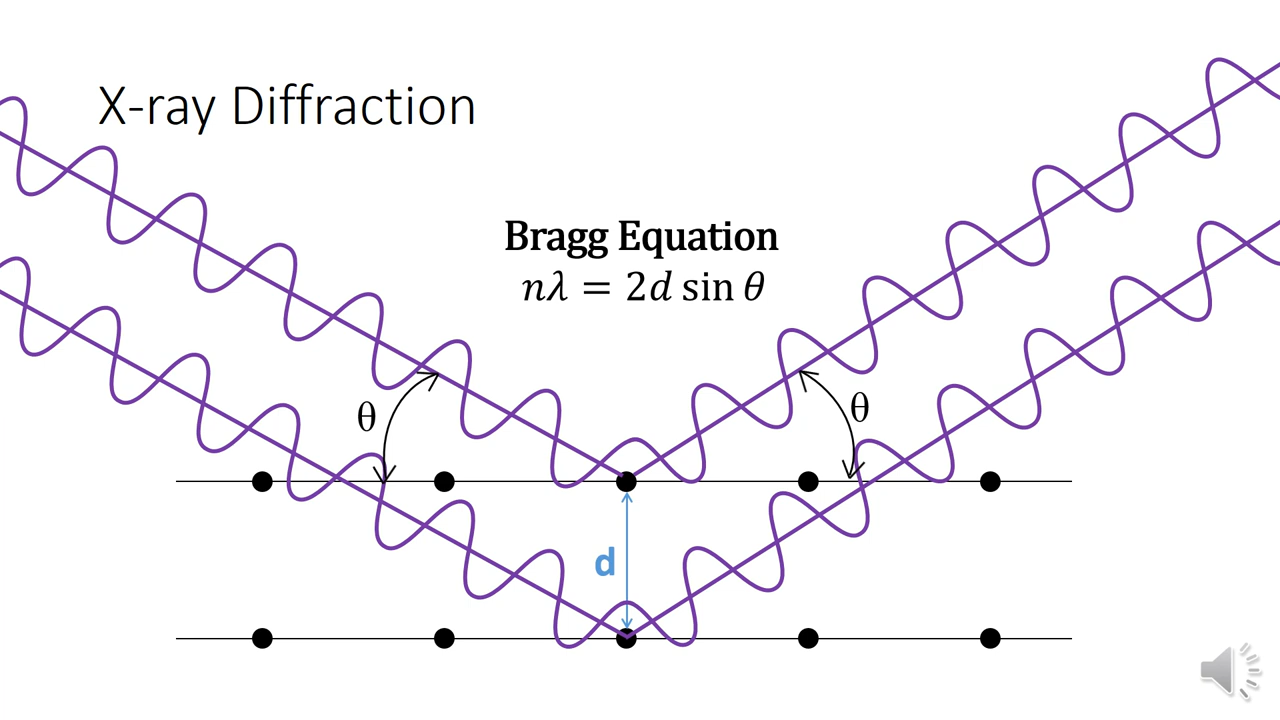 X-ray Diffraction
Bragg Equation
𝑛𝜆 = 2𝑑 sin 𝜃
θ
θ
d